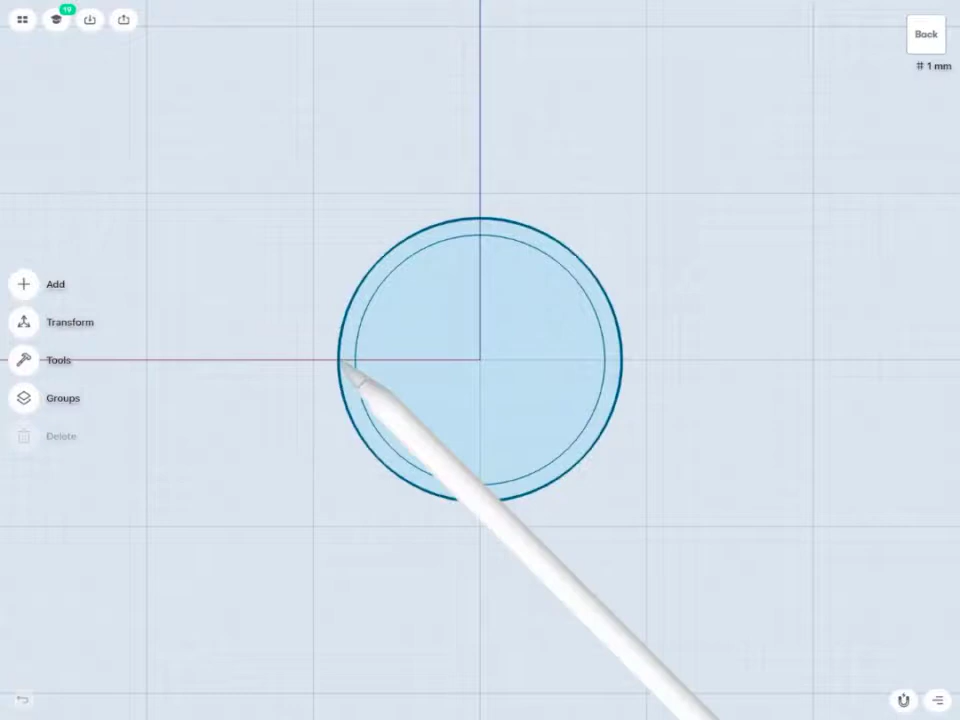 19
Back
# 1 mm
Add
Transform
Tools
Groups
Delete